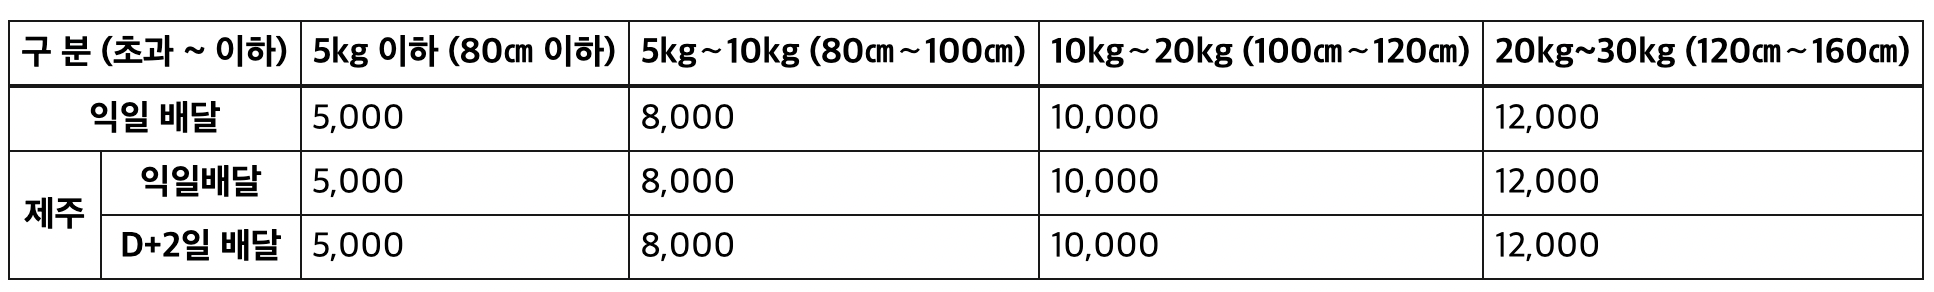 구 분 (초과 ~ 이하) 5kg 이하 (80㎝ 이하) 5kg~10kg (80㎝~100㎝) 10kg~20kg (100㎝~120㎝) 20kg~30kg (120㎝~160㎝)
익일 배달 5,000 8,000 10,000 12,000
제주 익일배달 5,000 8,000 10,000 12,000
D+2일 배달 5,000 8,000 10,000 12,000